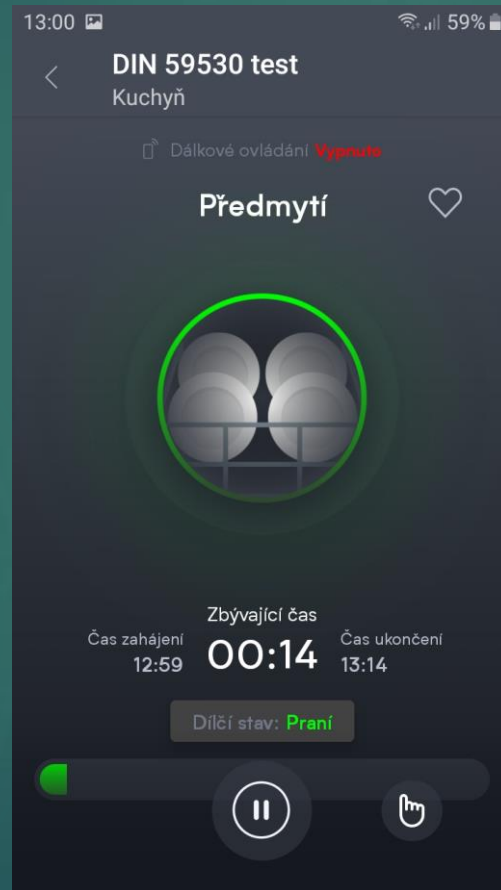 13:00 59%
DIN 59530 test
Kuchyň
Dálkové ovládání Vypnuto
Předmytí
Zbývající čas
Čas zahájení 00:14 Čas ukončení
12:59 13:14
Dílčí stav: Praní